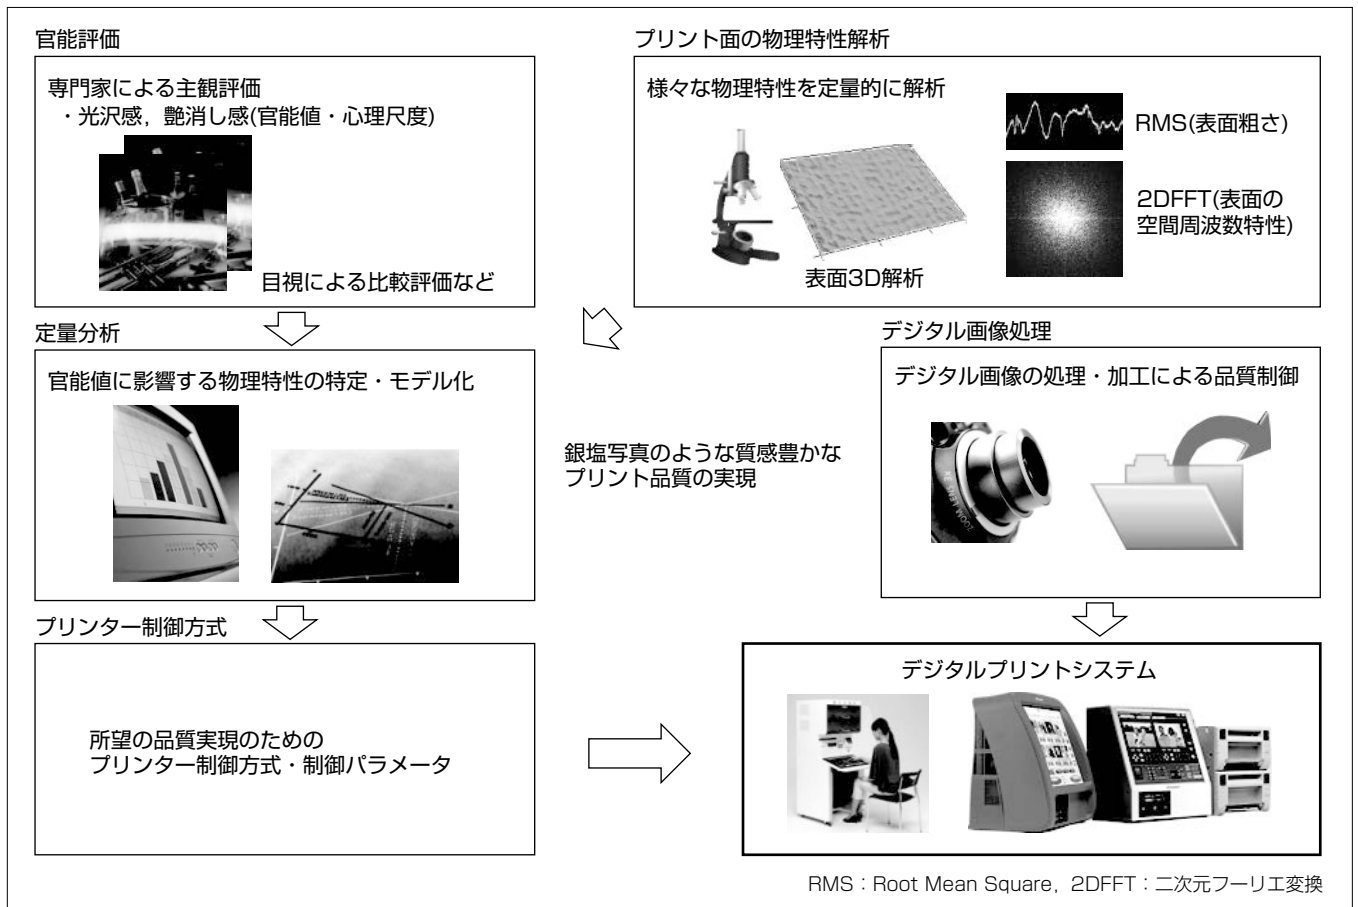 官能評価
専門家による主観評価
・光沢感，艶消し感(官能値・心理尺度)
目視による比較評価など
プリント面の物理特性解析
様々な物理特性を定量的に解析
RMS(表面粗さ)
2DFFT(表面の
空間周波数特性)
表面3D解析
定量分析
官能値に影響する物理特性の特定・モデル化
銀塩写真のような質感豊かな
プリント品質の実現
デジタル画像処理
デジタル画像の処理・加工による品質制御
ZOOM LENS 3X
プリンター制御方式
所望の品質実現のための
プリンター制御方式・制御パラメータ
デジタルプリントシステム
RMS：Root Mean Square，2DFFT：二次元フーリエ変換